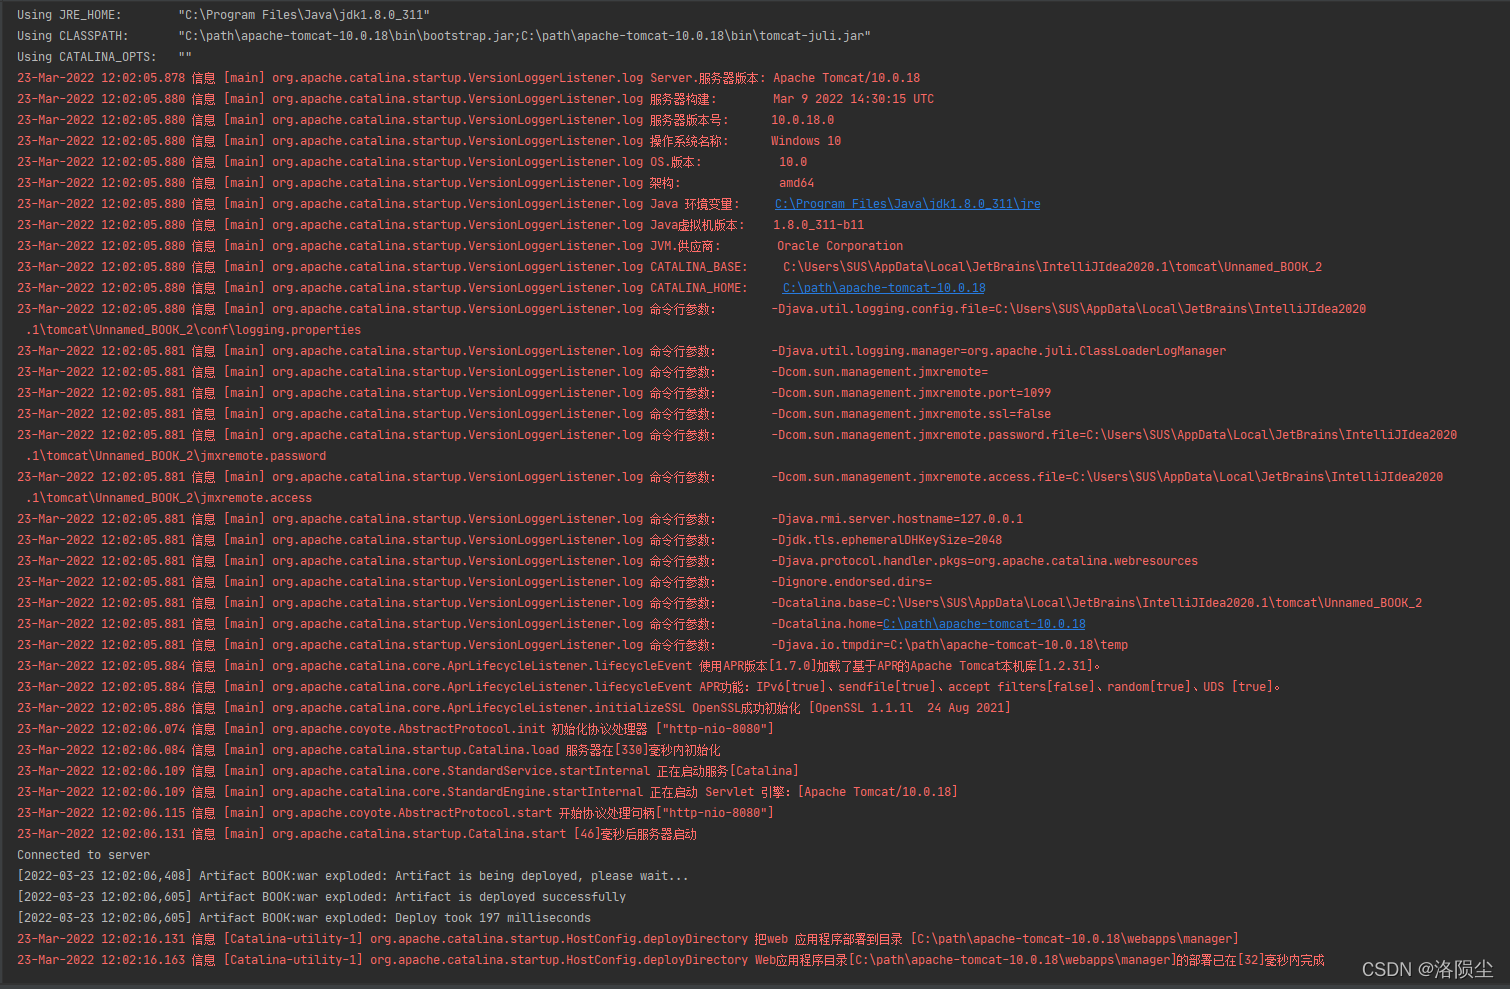 Using JRE_HOME:        "C:\Program Files\Java\jdk1.8.0_311"
Using CLASSPATH:       "C:\path\apache-tomcat-10.0.18\bin\bootstrap.jar;C:\path\apache-tomcat-10.0.18\bin\tomcat-juli.jar"
Using CATALINA_OPTS:   ""
23-Mar-2022 12:02:05.878 信息 [main] org.apache.catalina.startup.VersionLoggerListener.log Server.服务器版本: Apache Tomcat/10.0.18
23-Mar-2022 12:02:05.880 信息 [main] org.apache.catalina.startup.VersionLoggerListener.log 服务器构建:        Mar 9 2022 14:30:15 UTC
23-Mar-2022 12:02:05.880 信息 [main] org.apache.catalina.startup.VersionLoggerListener.log 服务器版本号:      10.0.18.0
23-Mar-2022 12:02:05.880 信息 [main] org.apache.catalina.startup.VersionLoggerListener.log 操作系统名称:      Windows 10
23-Mar-2022 12:02:05.880 信息 [main] org.apache.catalina.startup.VersionLoggerListener.log OS.版本:           10.0
23-Mar-2022 12:02:05.880 信息 [main] org.apache.catalina.startup.VersionLoggerListener.log 架构:              amd64
23-Mar-2022 12:02:05.880 信息 [main] org.apache.catalina.startup.VersionLoggerListener.log Java 环境变量:     C:\Program Files\Java\jdk1.8.0_311\jre
23-Mar-2022 12:02:05.880 信息 [main] org.apache.catalina.startup.VersionLoggerListener.log Java虚拟机版本:    1.8.0_311-b11
23-Mar-2022 12:02:05.880 信息 [main] org.apache.catalina.startup.VersionLoggerListener.log JVM.供应商:        Oracle Corporation
23-Mar-2022 12:02:05.880 信息 [main] org.apache.catalina.startup.VersionLoggerListener.log CATALINA_BASE:     C:\Users\SUS\AppData\Local\JetBrains\IntelliJIdea2020.1\tomcat\Unnamed_BOOK_2
23-Mar-2022 12:02:05.880 信息 [main] org.apache.catalina.startup.VersionLoggerListener.log CATALINA_HOME:     C:\path\apache-tomcat-10.0.18
23-Mar-2022 12:02:05.880 信息 [main] org.apache.catalina.startup.VersionLoggerListener.log 命令行参数:        -Djava.util.logging.config.file=C:\Users\SUS\AppData\Local\JetBrains\IntelliJIdea2020
.1\tomcat\Unnamed_BOOK_2\conf\logging.properties
23-Mar-2022 12:02:05.881 信息 [main] org.apache.catalina.startup.VersionLoggerListener.log 命令行参数:        -Djava.util.logging.manager=org.apache.juli.ClassLoaderLogManager
23-Mar-2022 12:02:05.881 信息 [main] org.apache.catalina.startup.VersionLoggerListener.log 命令行参数:        -Dcom.sun.management.jmxremote=
23-Mar-2022 12:02:05.881 信息 [main] org.apache.catalina.startup.VersionLoggerListener.log 命令行参数:        -Dcom.sun.management.jmxremote.port=1099
23-Mar-2022 12:02:05.881 信息 [main] org.apache.catalina.startup.VersionLoggerListener.log 命令行参数:        -Dcom.sun.management.jmxremote.ssl=false
23-Mar-2022 12:02:05.881 信息 [main] org.apache.catalina.startup.VersionLoggerListener.log 命令行参数:        -Dcom.sun.management.jmxremote.password.file=C:\Users\SUS\AppData\Local\JetBrains\IntelliJIdea2020
.1\tomcat\Unnamed_BOOK_2\jmxremote.password
23-Mar-2022 12:02:05.881 信息 [main] org.apache.catalina.startup.VersionLoggerListener.log 命令行参数:        -Dcom.sun.management.jmxremote.access.file=C:\Users\SUS\AppData\Local\JetBrains\IntelliJIdea2020
.1\tomcat\Unnamed_BOOK_2\jmxremote.access
23-Mar-2022 12:02:05.881 信息 [main] org.apache.catalina.startup.VersionLoggerListener.log 命令行参数:        -Djava.rmi.server.hostname=127.0.0.1
23-Mar-2022 12:02:05.881 信息 [main] org.apache.catalina.startup.VersionLoggerListener.log 命令行参数:        -Djdk.tls.ephemeralDHKeySize=2048
23-Mar-2022 12:02:05.881 信息 [main] org.apache.catalina.startup.VersionLoggerListener.log 命令行参数:        -Djava.protocol.handler.pkgs=org.apache.catalina.webresources
23-Mar-2022 12:02:05.881 信息 [main] org.apache.catalina.startup.VersionLoggerListener.log 命令行参数:        -Dignore.endorsed.dirs=
23-Mar-2022 12:02:05.881 信息 [main] org.apache.catalina.startup.VersionLoggerListener.log 命令行参数:        -Dcatalina.base=C:\Users\SUS\AppData\Local\JetBrains\IntelliJIdea2020.1\tomcat\Unnamed_BOOK_2
23-Mar-2022 12:02:05.881 信息 [main] org.apache.catalina.startup.VersionLoggerListener.log 命令行参数:        -Dcatalina.home=C:\path\apache-tomcat-10.0.18
23-Mar-2022 12:02:05.881 信息 [main] org.apache.catalina.startup.VersionLoggerListener.log 命令行参数:        -Djava.io.tmpdir=C:\path\apache-tomcat-10.0.18\temp
23-Mar-2022 12:02:05.884 信息 [main] org.apache.catalina.core.AprLifecycleListener.lifecycleEvent 使用APR版本[1.7.0]加载了基于APR的Apache Tomcat本机库[1.2.31]。
23-Mar-2022 12:02:05.884 信息 [main] org.apache.catalina.core.AprLifecycleListener.lifecycleEvent APR功能：IPv6[true]、sendfile[true]、accept filters[false]、random[true]、UDS [true]。
23-Mar-2022 12:02:05.886 信息 [main] org.apache.catalina.core.AprLifecycleListener.initializeSSL OpenSSL成功初始化 [OpenSSL 1.1.1l  24 Aug 2021]
23-Mar-2022 12:02:06.074 信息 [main] org.apache.coyote.AbstractProtocol.init 初始化协议处理器 ["http-nio-8080"]
23-Mar-2022 12:02:06.084 信息 [main] org.apache.catalina.startup.Catalina.load 服务器在[330]毫秒内初始化
23-Mar-2022 12:02:06.109 信息 [main] org.apache.catalina.core.StandardService.startInternal 正在启动服务[Catalina]
23-Mar-2022 12:02:06.109 信息 [main] org.apache.catalina.core.StandardEngine.startInternal 正在启动 Servlet 引擎：[Apache Tomcat/10.0.18]
23-Mar-2022 12:02:06.115 信息 [main] org.apache.coyote.AbstractProtocol.start 开始协议处理句柄["http-nio-8080"]
23-Mar-2022 12:02:06.131 信息 [main] org.apache.catalina.startup.Catalina.start [46]毫秒后服务器启动
Connected to server
[2022-03-23 12:02:06,408] Artifact BOOK:war exploded: Artifact is being deployed, please wait...
[2022-03-23 12:02:06,605] Artifact BOOK:war exploded: Artifact is deployed successfully
[2022-03-23 12:02:06,605] Artifact BOOK:war exploded: Deploy took 197 milliseconds
23-Mar-2022 12:02:16.131 信息 [Catalina-utility-1] org.apache.catalina.startup.HostConfig.deployDirectory 把web 应用程序部署到目录 [C:\path\apache-tomcat-10.0.18\webapps\manager]
23-Mar-2022 12:02:16.163 信息 [Catalina-utility-1] org.apache.catalina.startup.HostConfig.deployDirectory Web应用程序目录[C:\path\apache-tomcat-10.0.18\webapps\manager]的部署已在[32]毫秒内完成
CSDN @洛陨尘